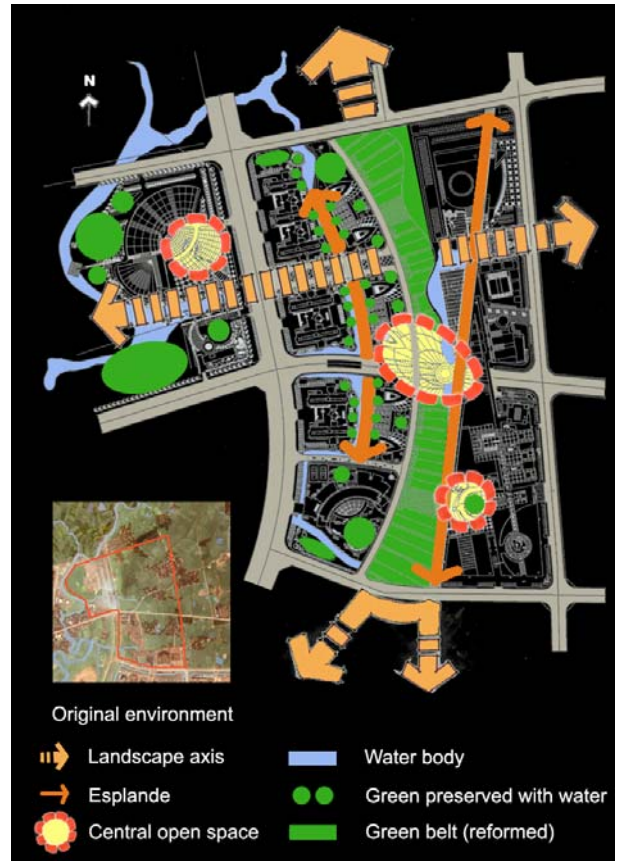 N
Original environment
Landscape axis
Water body
Esplande
Green preserved with water
Central open space
Green belt (reformed)